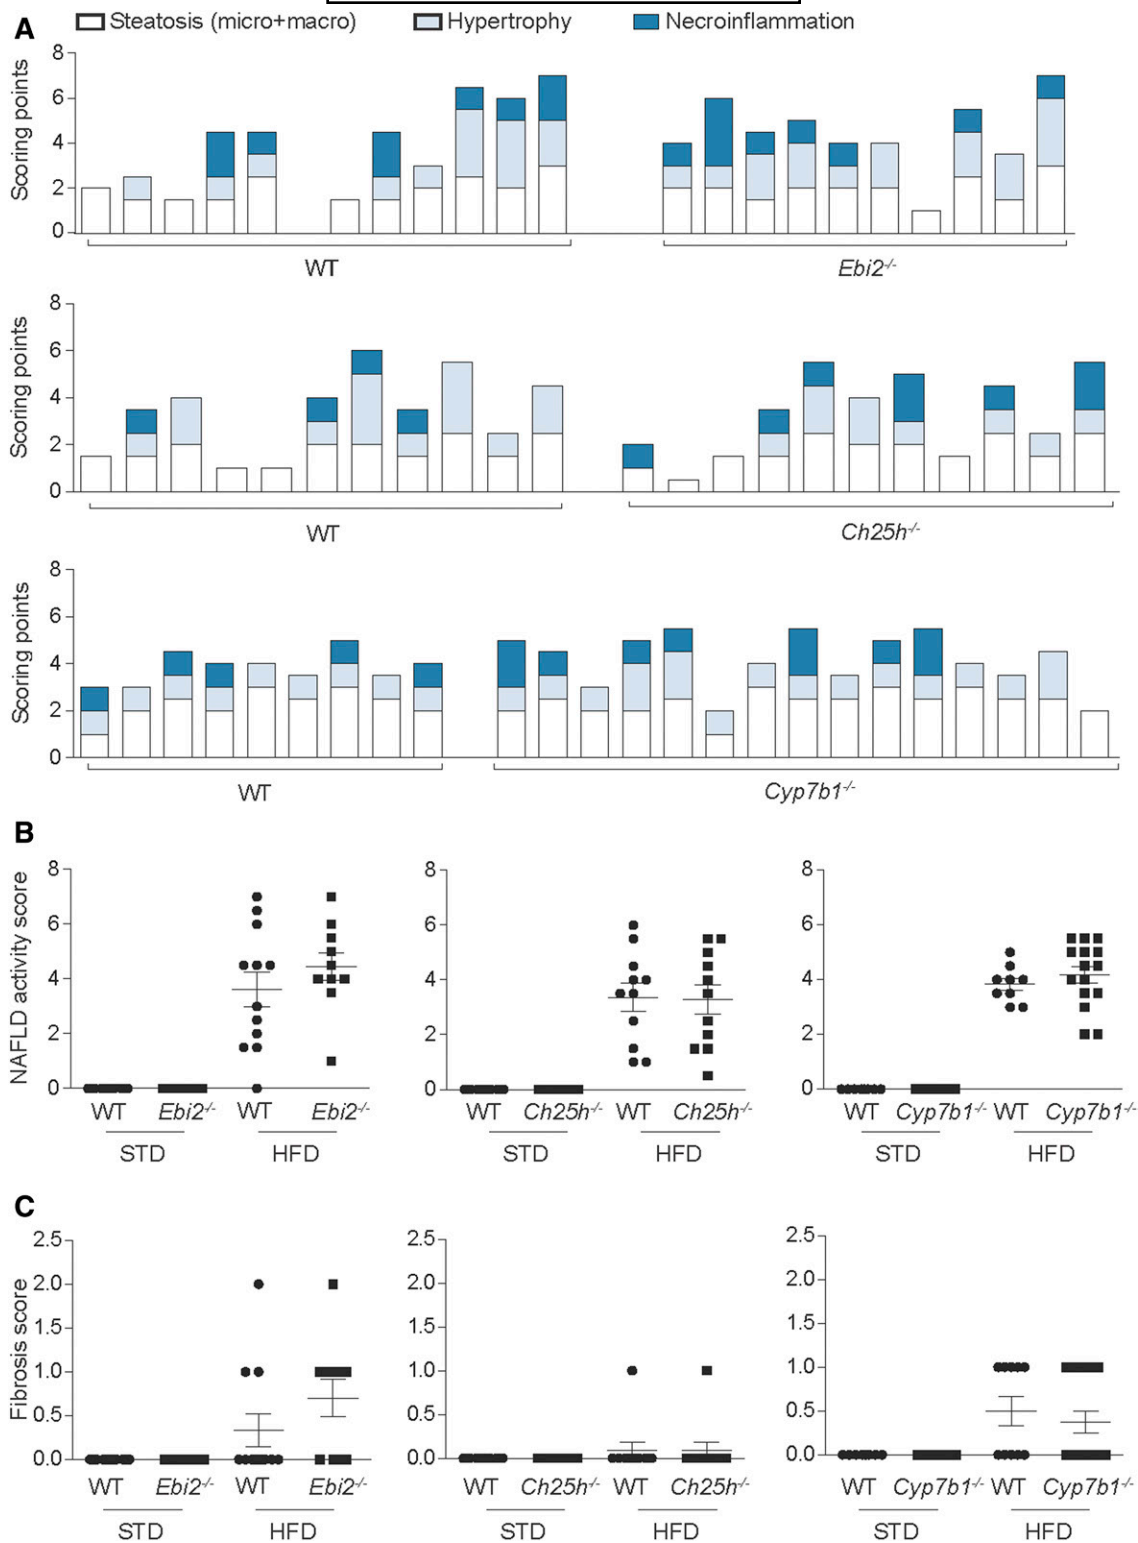 A
Steatosis (micro+macro) Hypertrophy Necroinflammation
Scoring points
8
6
4
2
0
WT Ebi2-/-
Scoring points
8
6
4
2
0
WT Ch25h-/-
Scoring points
8
6
4
2
0
WT Cyp7b1-/-
B
NAFLD activity score
8
6
4
2
0
WT Ebi2-/- WT Ebi2-/-
STD HFD
8
6
4
2
0
WT Ch25h-/- WT Ch25h-/-
STD HFD
8
6
4
2
0
WT Cyp7b1-/- WT Cyp7b1-/-
STD HFD
C
Fibrosis score
2.5
2.0
1.5
1.0
0.5
0.0
WT Ebi2-/- WT Ebi2-/-
STD HFD
2.5
2.0
1.5
1.0
0.5
0.0
WT Ch25h-/- WT Ch25h-/-
STD HFD
2.5
2.0
1.5
1.0
0.5
0.0
WT Cyp7b1-/- WT Cyp7b1-/-
STD HFD